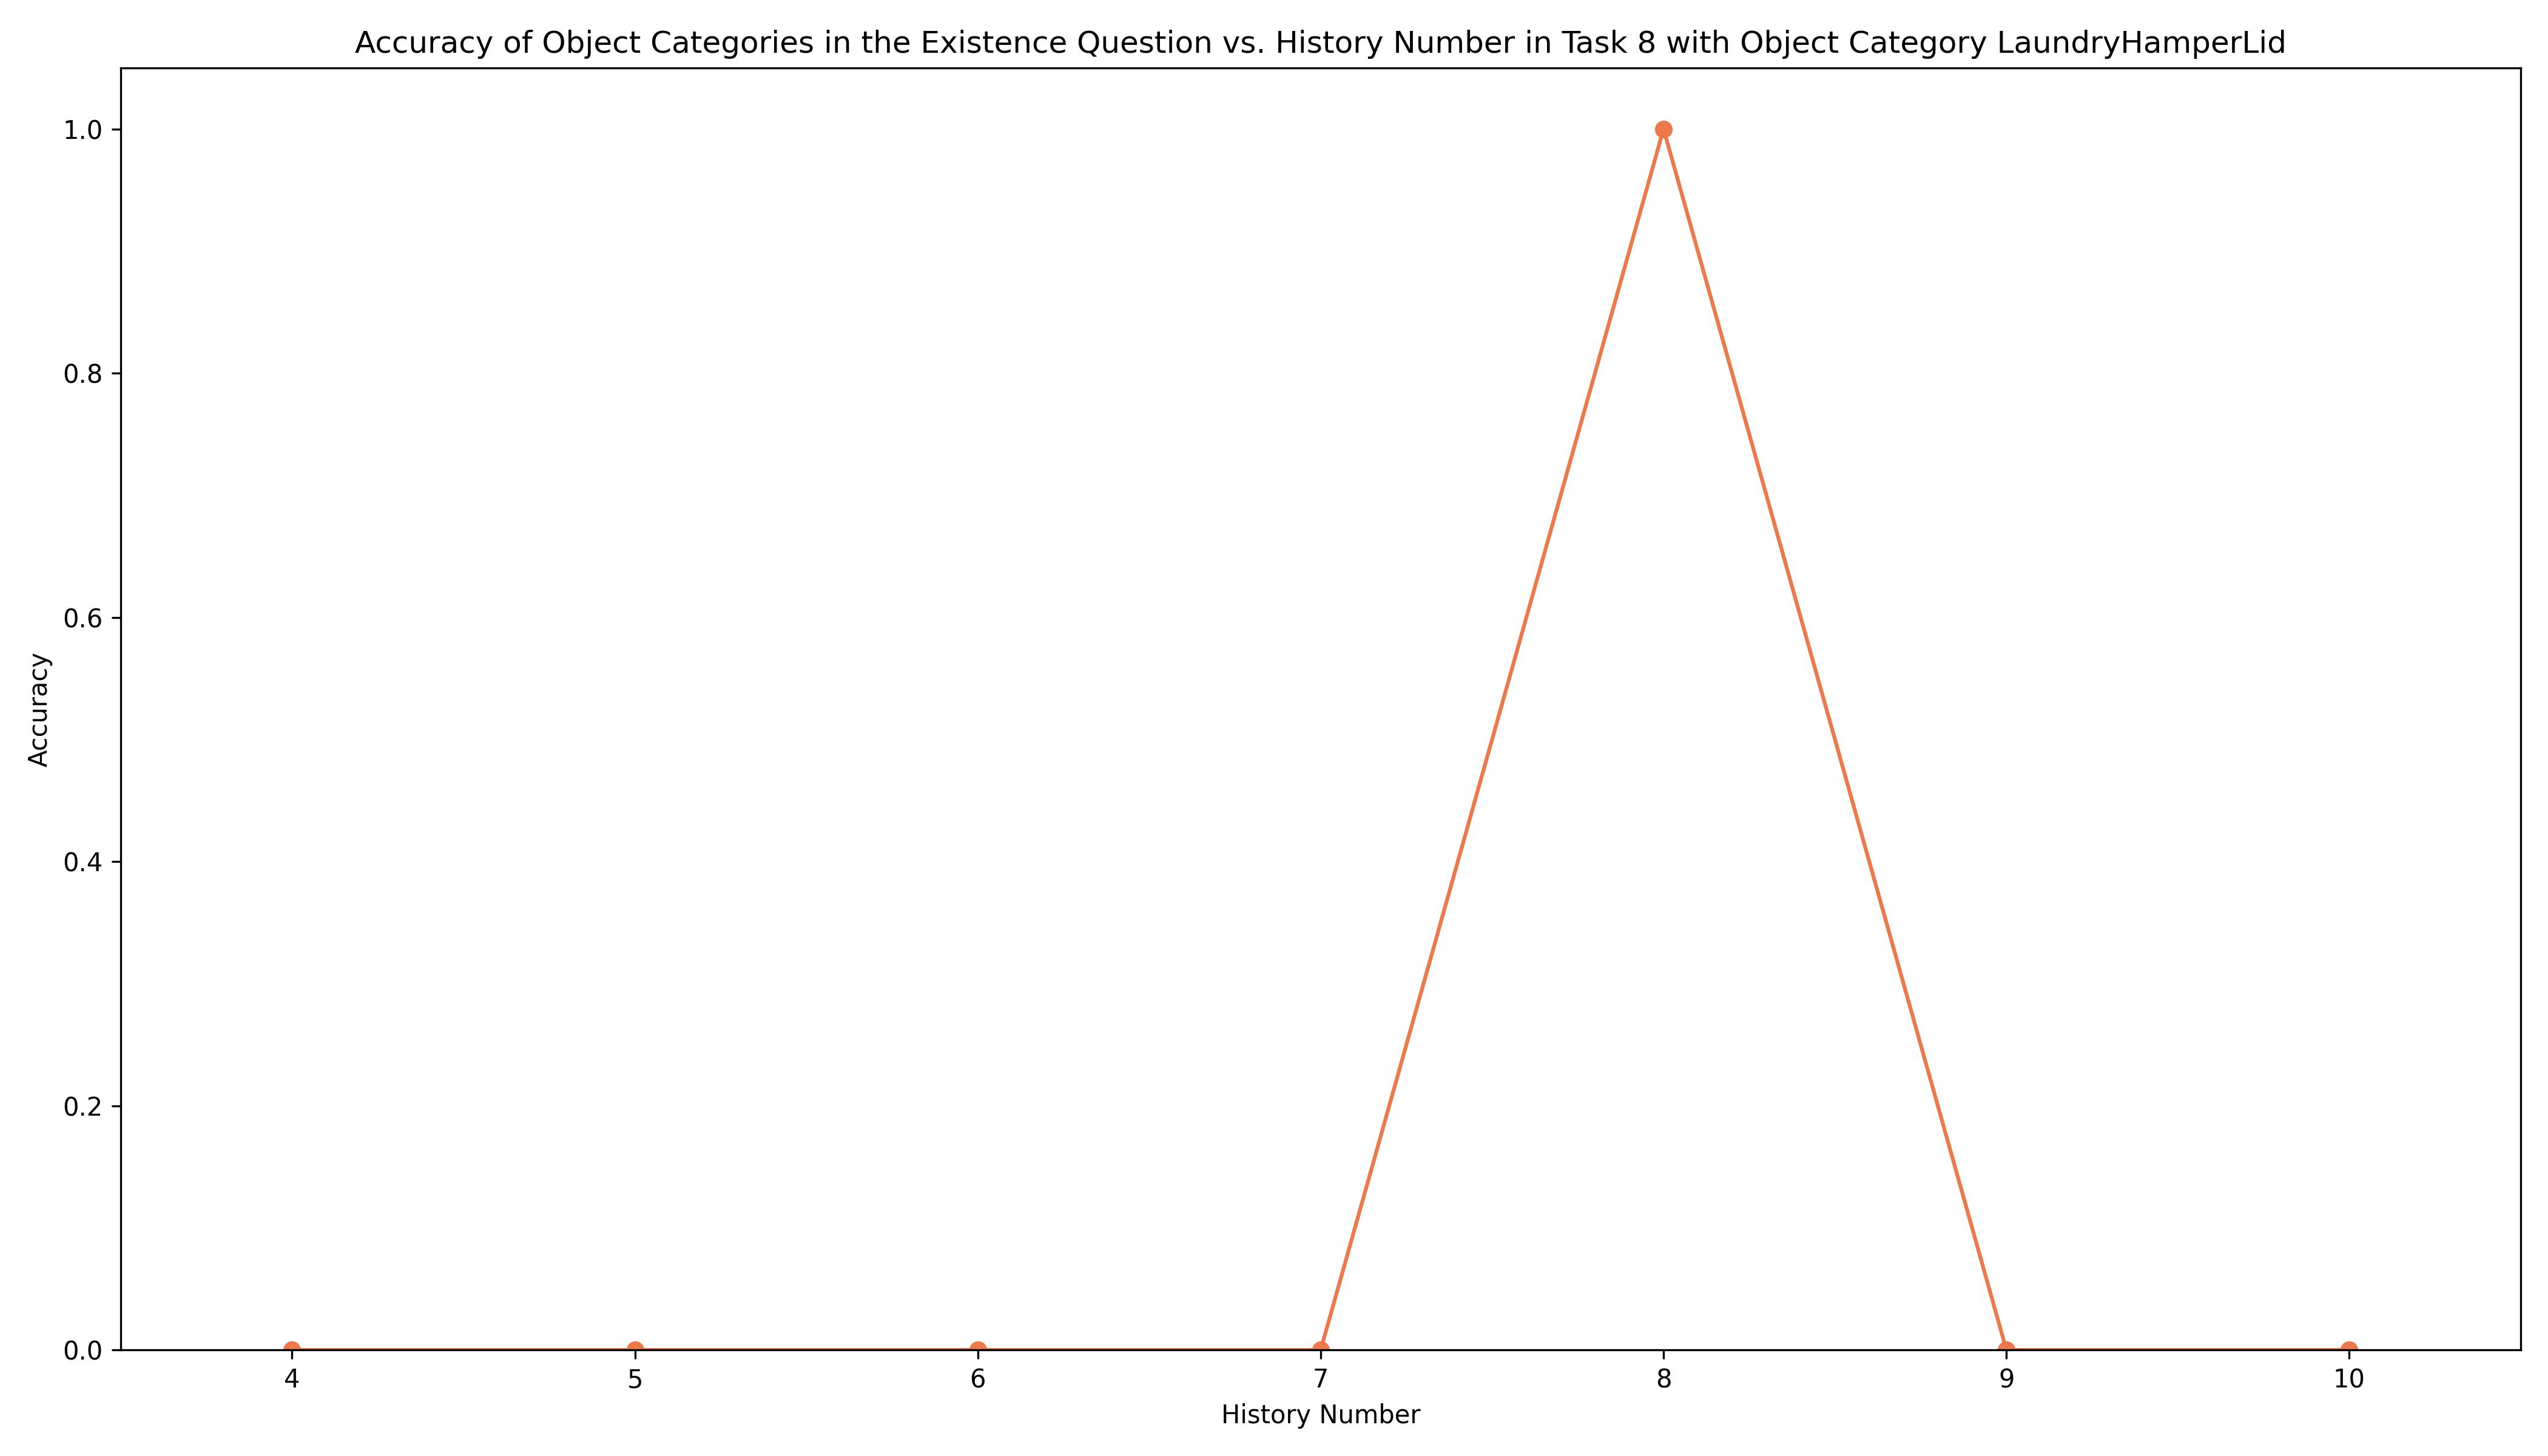 Accuracy of Object Categories in the Existence Question vs. History Number in Task 8 with Object Category LaundryHamperLid
1.0
0.8
0.6
0.4
0.2
0.0
Accuracy
4 5 6 7 8 9 10
History Number